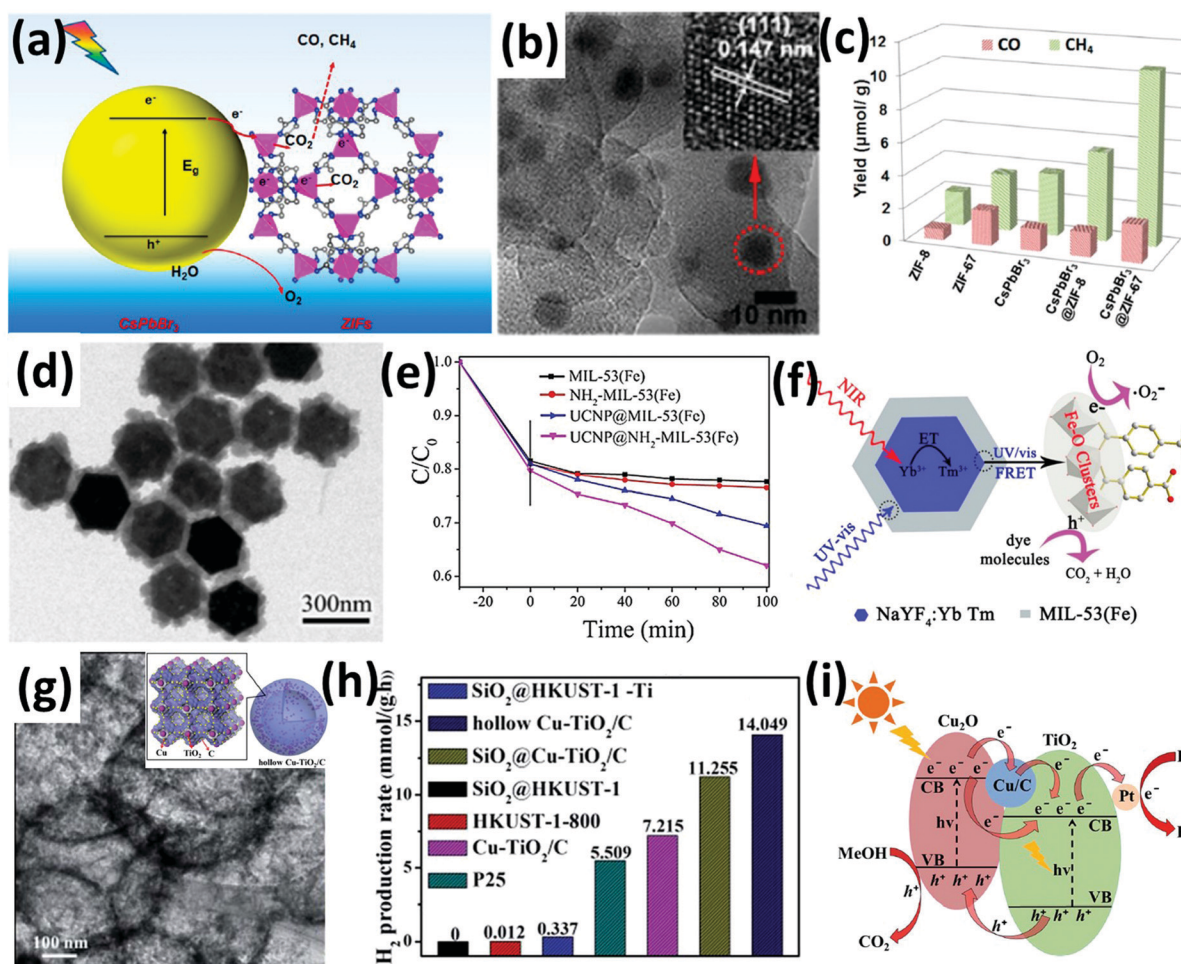 (a)
CO, CH₄
e⁻
e⁻
CO₂
e⁻
E_g
e⁻
e⁻
CO₂
h⁺
H₂O
O₂
CsPbBr₃
ZIFs
(b)
(111)
0.147 nm
10 nm
(c)
CO
CH₄
Yield (μmol/ g)
12
10
8
6
4
2
0
ZIF-8
ZIF-67
CsPbBr₃
CsPbBr₃
@ZIF-8
CsPbBr₃
@ZIF-67
(d)
300nm
(e)
MIL-53(Fe)
NH₂-MIL-53(Fe)
UCNP@MIL-53(Fe)
UCNP@NH₂-MIL-53(Fe)
C/C₀
1.0
0.9
0.8
0.7
0.6
-20
0
20
40
60
80
100
Time (min)
(f)
NIR
O₂
e-
·O₂⁻
ET
Yb³⁺
Tm³⁺
UV/vis
FRET
Fe-O Clusters
UV-vis
h⁺
dye
molecules
CO₂ + H₂O
NaYF₄:Yb Tm
MIL-53(Fe)
(g)
Cu
TiO₂
C
hollow Cu-TiO₂/C
100 nm
(h)
H₂ production rate (mmol/(g·h)
15
10
5
0
SiO₂@HKUST-1 -Ti
hollow Cu-TiO₂/C
SiO₂@Cu-TiO₂/C
SiO₂@HKUST-1
HKUST-1-800
Cu-TiO₂/C
P25
0
0.012
0.337
5.509
7.215
11.255
14.049
(i)
Cu₂O
e⁻
TiO₂
e⁻ e⁻ e⁻
CB
Cu/C
e⁻
e⁻
e⁻ e⁻ e⁻
Pt
e⁻
e⁻
CB
hν
MeOH
VB
hν
h⁺
h⁺ h⁺ h⁺
VB
h⁺ h⁺ h⁺
h⁺
CO₂